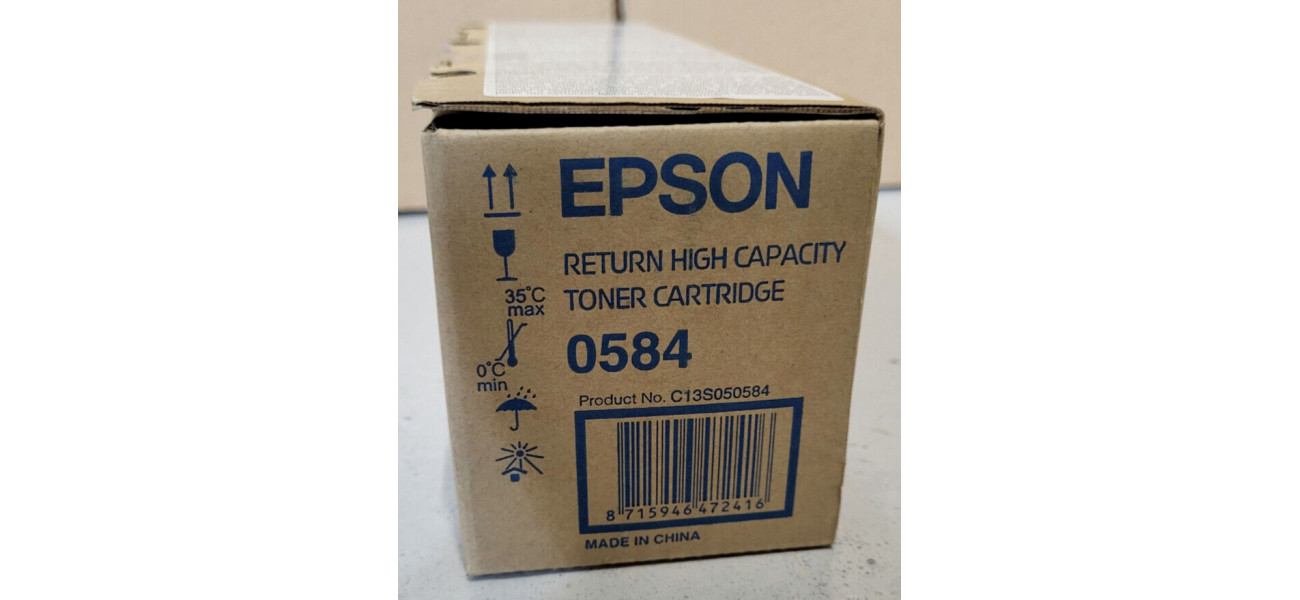 EPSON
RETURN HIGH CAPACITY
TONER CARTRIDGE
35°C
max
0584
0°C
min
Product No. C13S050584
8 715946 472416
MADE IN CHINA